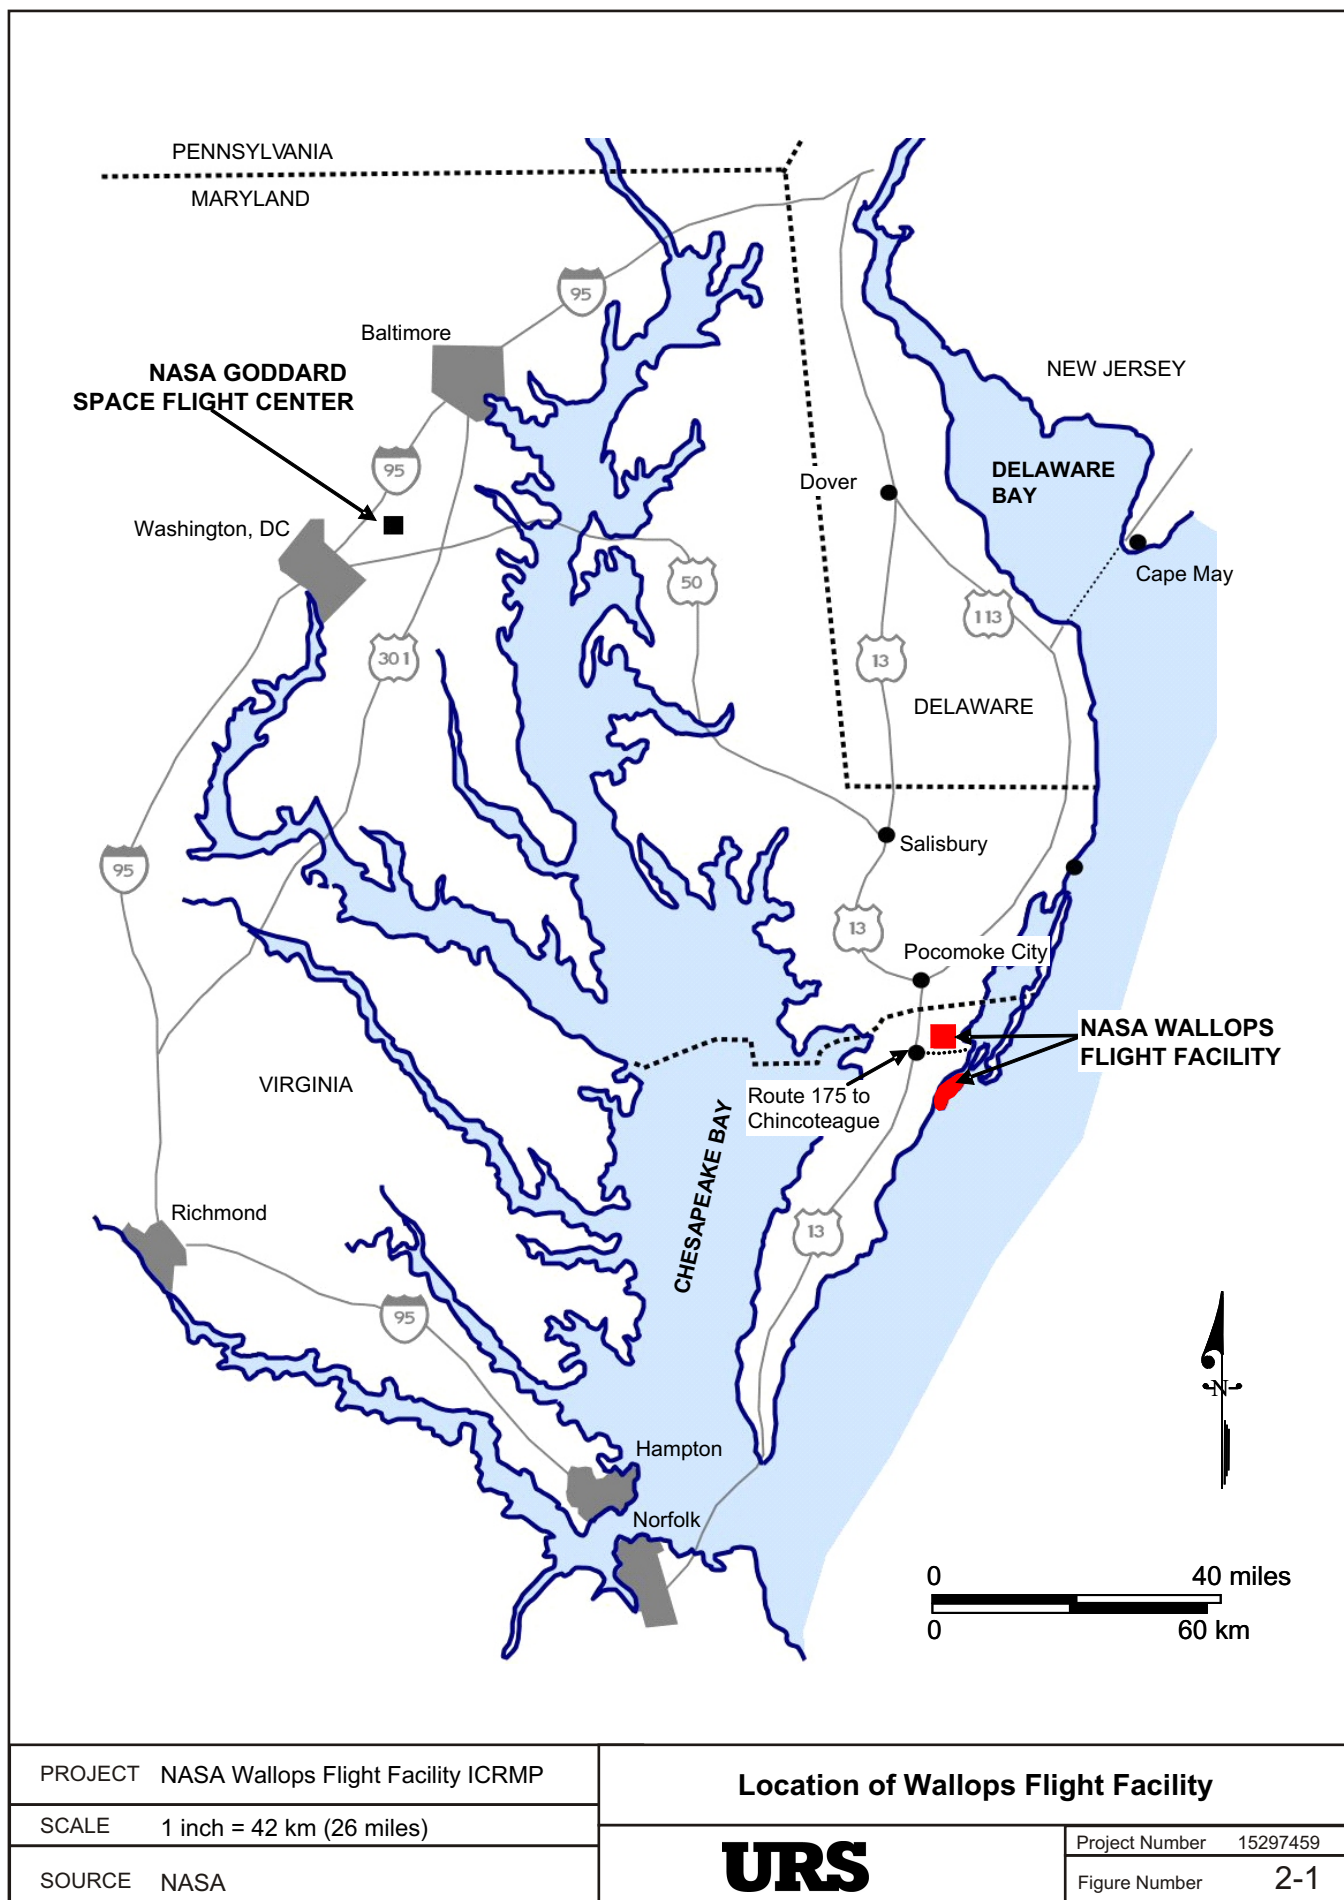 PENNSYLVANIA
MARYLAND
95
Baltimore
NASA GODDARD
SPACE FLIGHT CENTER
NEW JERSEY
95
DELAWARE
BAY
Dover
Washington, DC
50
Cape May
113
301
13
DELAWARE
Salisbury
95
13
Pocomoke City
NASA WALLOPS
FLIGHT FACILITY
VIRGINIA
Route 175 to
Chincoteague
CHESAPEAKE BAY
Richmond
13
95
N
Hampton
Norfolk
0 40 miles
0 60 km
PROJECT NASA Wallops Flight Facility ICRMP
SCALE 1 inch = 42 km (26 miles)
SOURCE NASA
Location of Wallops Flight Facility
URS
Project Number 15297459
Figure Number 2-1